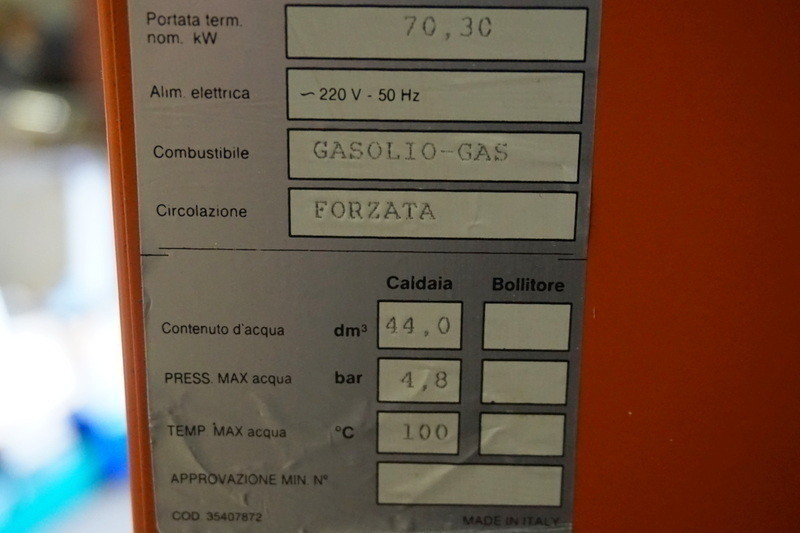 Portata term. 70,30
nom. kW
Alim. elettrica ~ 220 V - 50 Hz
Combustibile GASOLIO-GAS
Circolazione FORZATA
Caldaia Bollitore
Contenuto d'acqua dm³ 44,0
PRESS. MAX acqua bar 4,8
TEMP MAX acqua °C 100
APPROVAZIONE MIN. N°
COD. 35407872 MADE IN ITALY